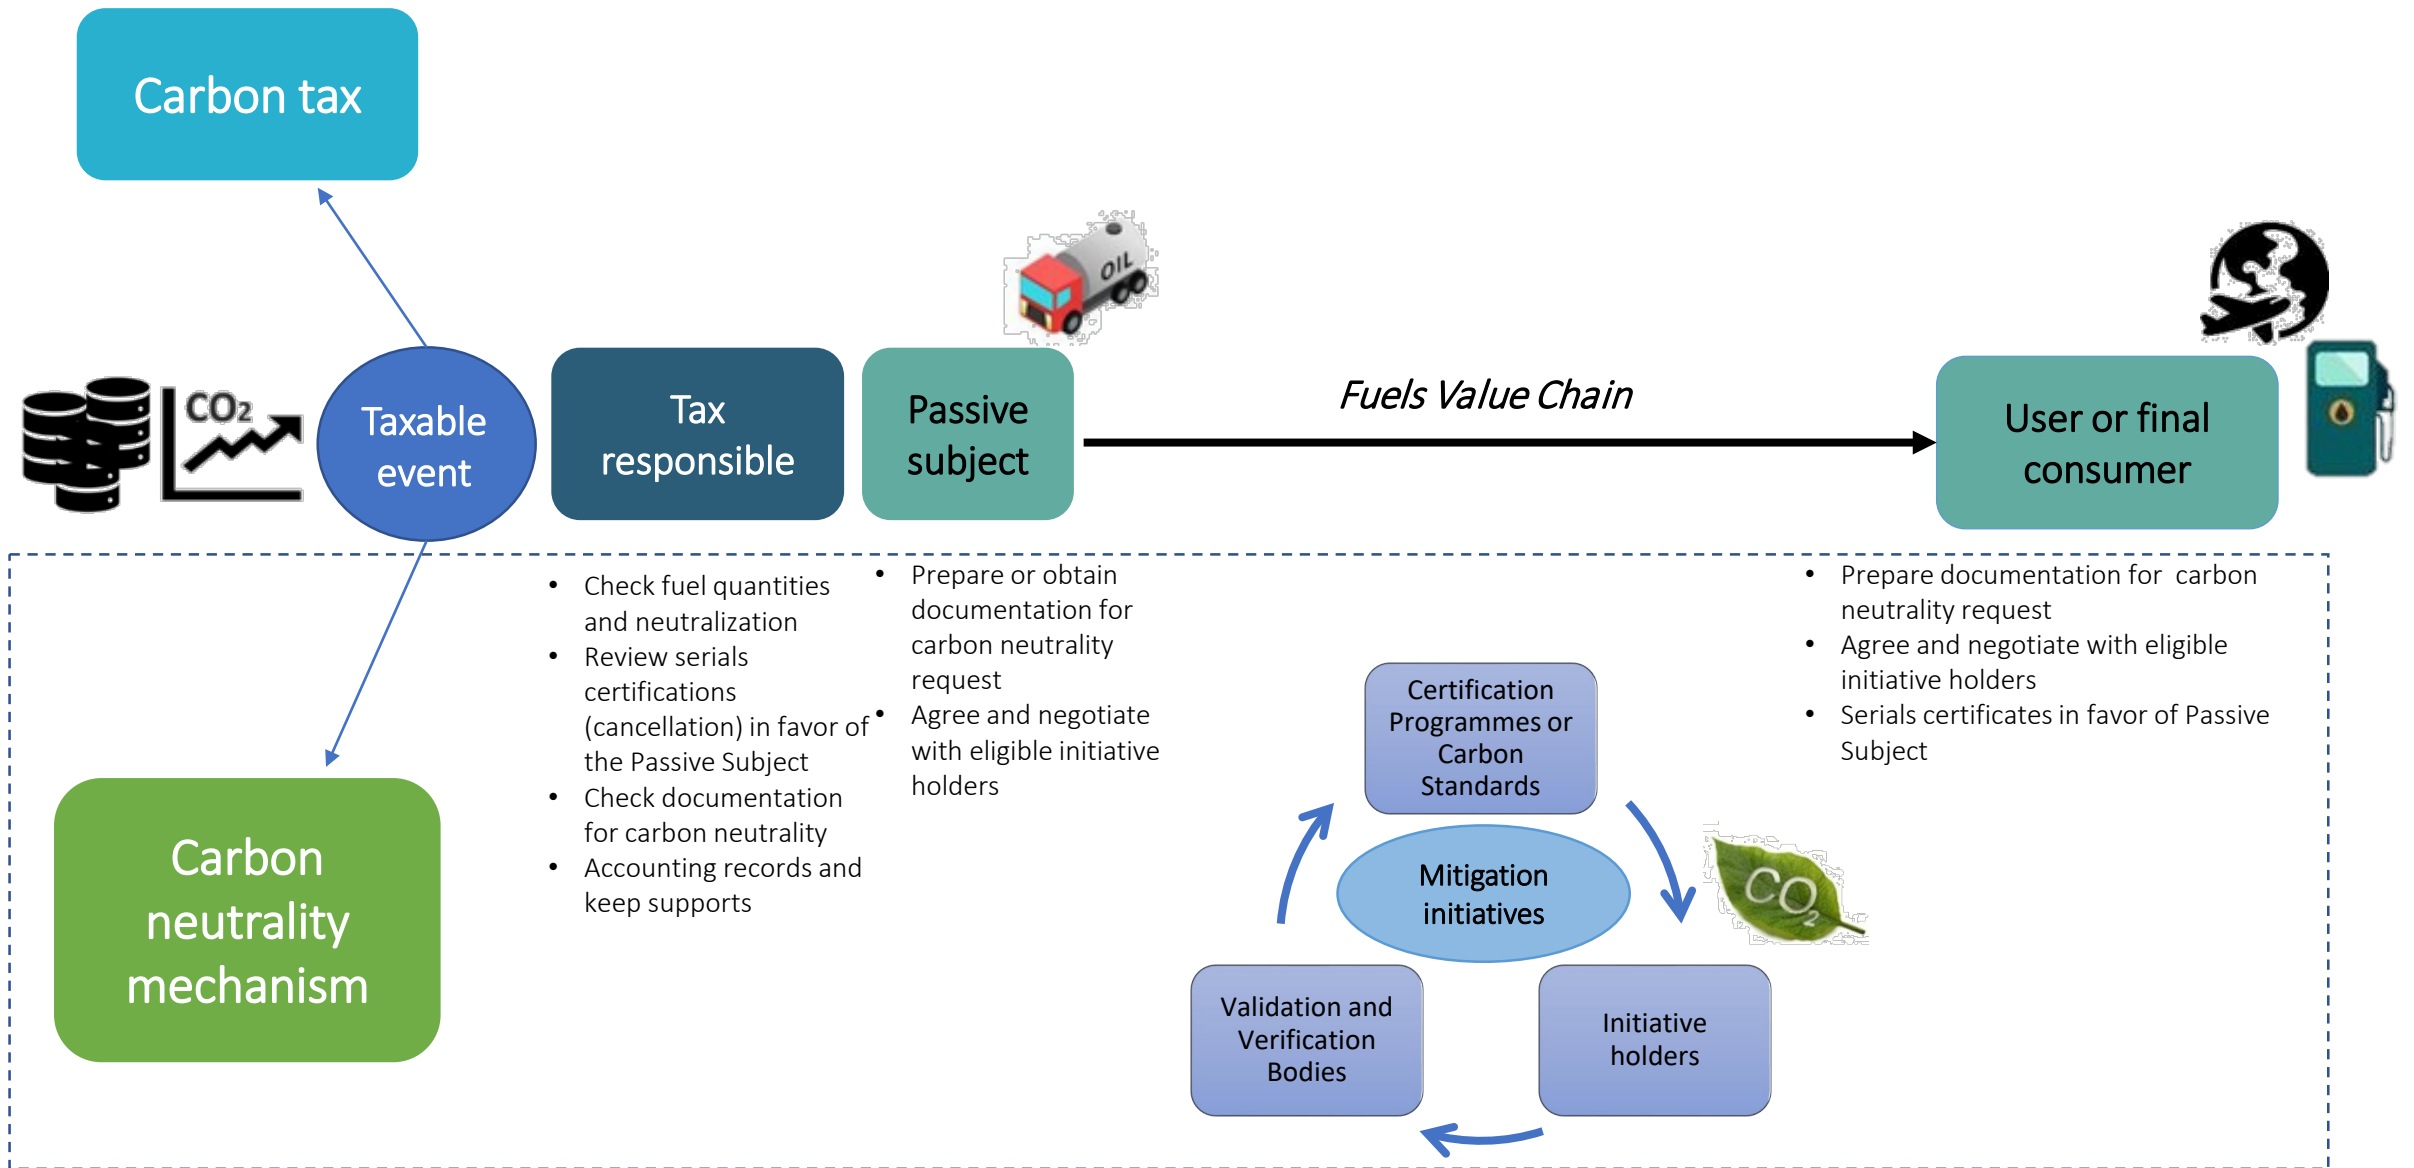 Carbon tax
OIL
CO₂
Taxable
event
Tax
responsible
Passive
subject
Fuels Value Chain
User or final
consumer
• Check fuel quantities
and neutralization
• Review serials
certifications
(cancellation) in favor of
the Passive Subject
• Check documentation
for carbon neutrality
• Accounting records and
keep supports
• Prepare or obtain
documentation for
carbon neutrality
request
• Agree and negotiate
with eligible initiative
holders
• Prepare documentation for  carbon
neutrality request
• Agree and negotiate with eligible
initiative holders
• Serials certificates in favor of Passive
Subject
Carbon
neutrality
mechanism
Certification
Programmes or
Carbon
Standards
Mitigation
initiatives
CO₂
Validation and
Verification
Bodies
Initiative
holders